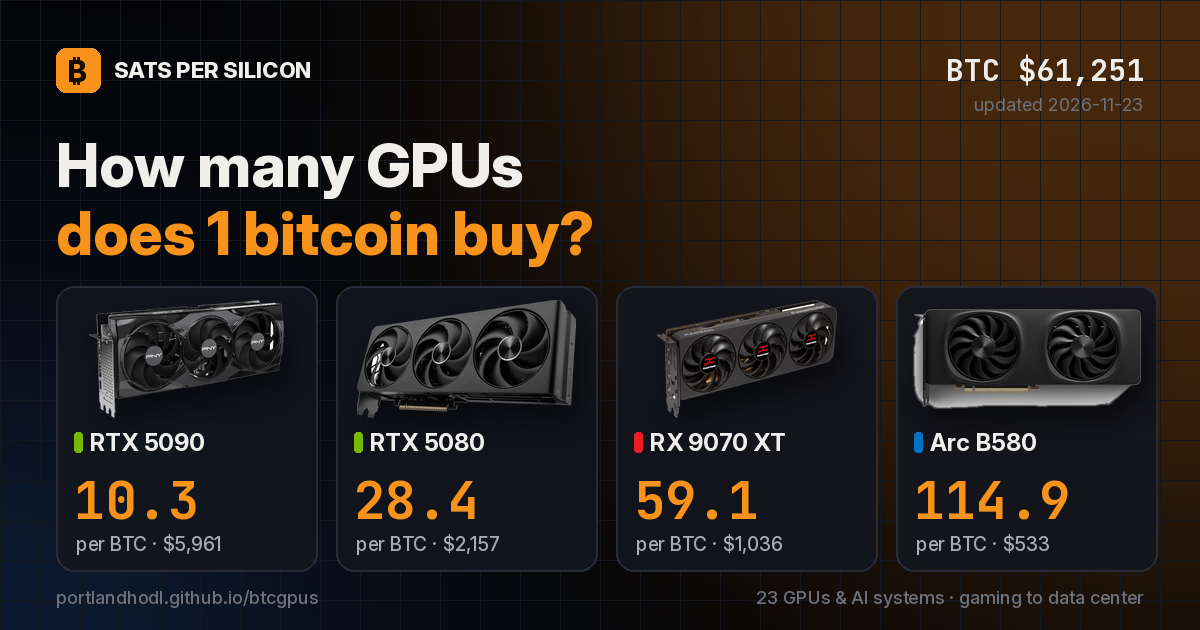 SATS PER SILICON
BTC $61,251
updated 2026-11-23
How many GPUs
does 1 bitcoin buy?
PNY PNY PNY
RTX 5090
10.3
per BTC · $5,961
RTX 5080
28.4
per BTC · $2,157
RX 9070 XT
59.1
per BTC · $1,036
Arc B580
114.9
per BTC · $533
portlandhodl.github.io/btcgpus
23 GPUs & AI systems · gaming to data center